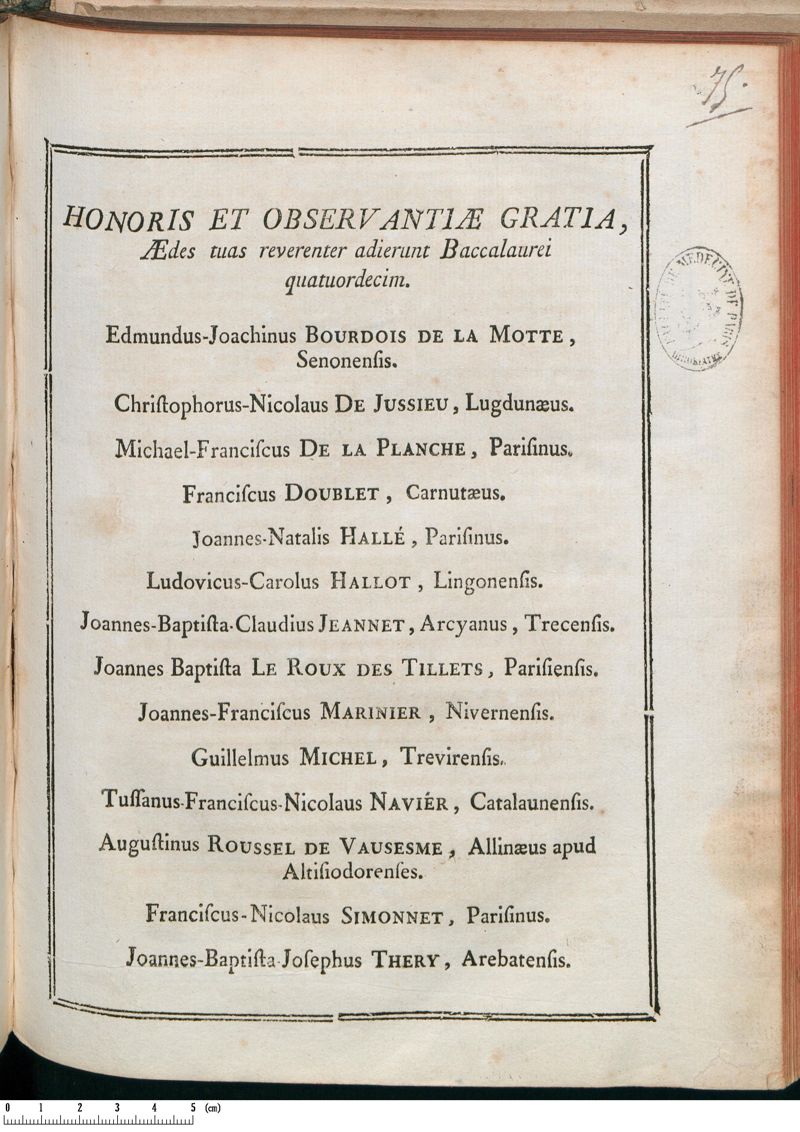 75.
HONORIS ET OBSERVANTIÆ GRATIA,
Ædes tuas reverenter adierunt Baccalaurei
quatuordecim.
Edmundus-Joachinus BOURDOIS DE LA MOTTE,
Senonenſis.
Chriſtophorus-Nicolaus DE JUSSIEU, Lugdunæus.
Michael-Franciſcus DE LA PLANCHE, Pariſinus.
Franciſcus DOUBLET, Carnutæus.
Joannes-Natalis HALLÉ, Pariſinus.
Ludovicus-Carolus HALLOT, Lingonenſis.
Joannes-Baptiſta-Claudius JEANNET, Arcyanus, Trecenſis.
Joannes Baptiſta LE ROUX DES TILLETS, Pariſienſis.
Joannes-Franciſcus MARINIER, Nivernenſis.
Guillelmus MICHEL, Trevirenſis.
Tuſſanus-Franciſcus-Nicolaus NAVIÉR, Catalaunenſis.
Auguſtinus ROUSSEL DE VAUSESME, Allinæus apud
Altiſiodorenſes.
Franciſcus-Nicolaus SIMONNET, Pariſinus.
Joannes-Baptiſta-Joſephus THERY, Arebatenſis.
DE MEDECINE DE PARIS
0 1 2 3 4 5 (cm)